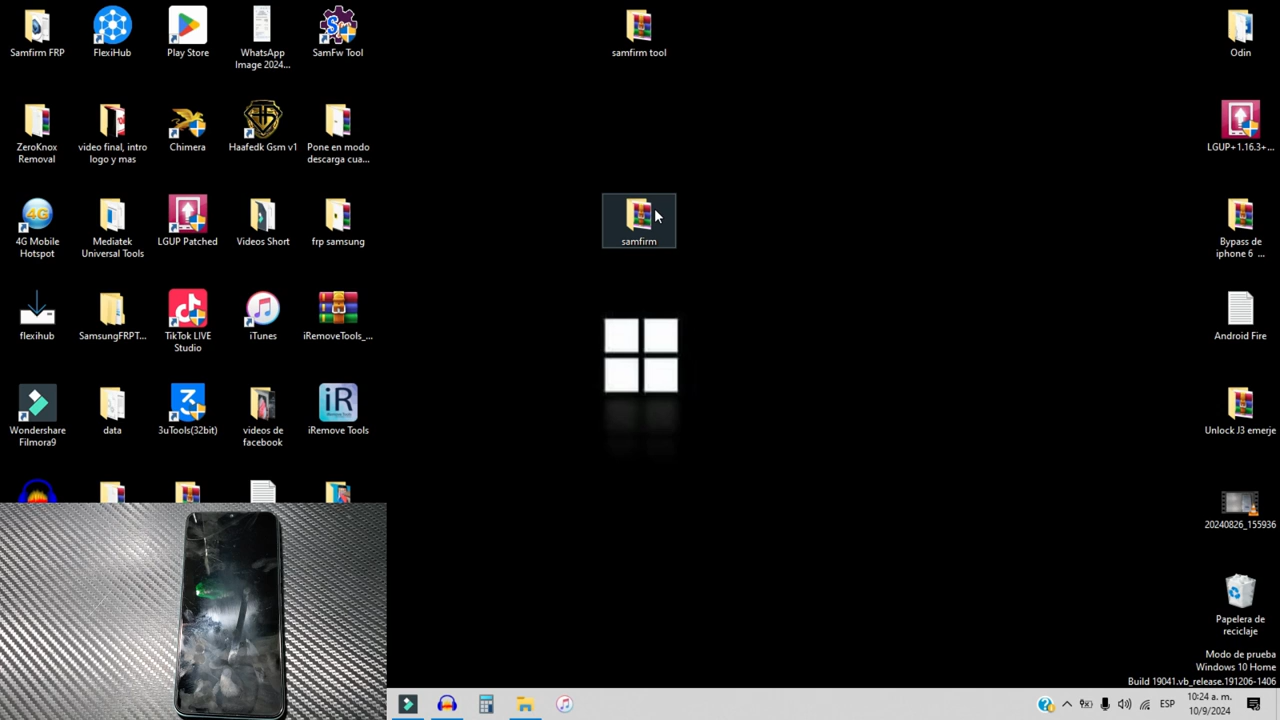 Samfirm FRP
FlexiHub
Play Store
WhatsApp
Image 2024...
SamFw Tool
samfirm tool
Odin
ZeroKnox
Removal
video final, intro
logo y mas
Chimera
Haafedk Gsm v1
Pone en modo
descarga cua...
LGUP+1.16.3+...
4G
4G Mobile
Hotspot
Mediatek
Universal Tools
LGUP Patched
Videos Short
frp samsung
samfirm
Bypass de
iphone 6 ...
flexihub
SamsungFRPT...
TikTok LIVE
Studio
iTunes
iRemoveTools_...
Android Fire
Wondershare
Filmora9
data
3uTools(32bit)
videos de
facebook
iR
iRemove Tools
Unlock J3 emerje
20240826_155936
Papelera de
reciclaje
Modo de prueba
Windows 10 Home
Build 19041.vb_release.191206-1406
ESP
10:24 a. m.
10/9/2024